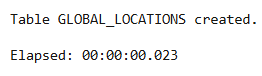 Table GLOBAL_LOCATIONS created.
Elapsed: 00:00:00.023